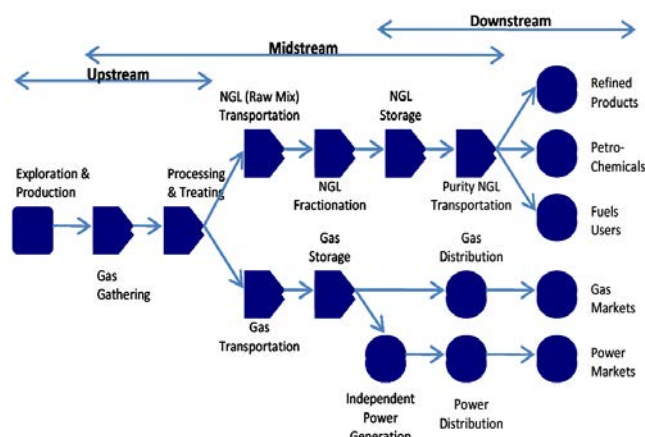 Downstream
Midstream
Upstream
NGL (Raw Mix)
Transportation
NGL
Storage
Refined
Products
Exploration &
Production
Processing
& Treating
NGL
Fractionation
Purity NGL
Transportation
Petro-
Chemicals
Fuels
Users
Gas
Gathering
Gas
Storage
Gas
Distribution
Gas
Markets
Gas
Transportation
Power
Markets
Independent
Power
Generation
Power
Distribution